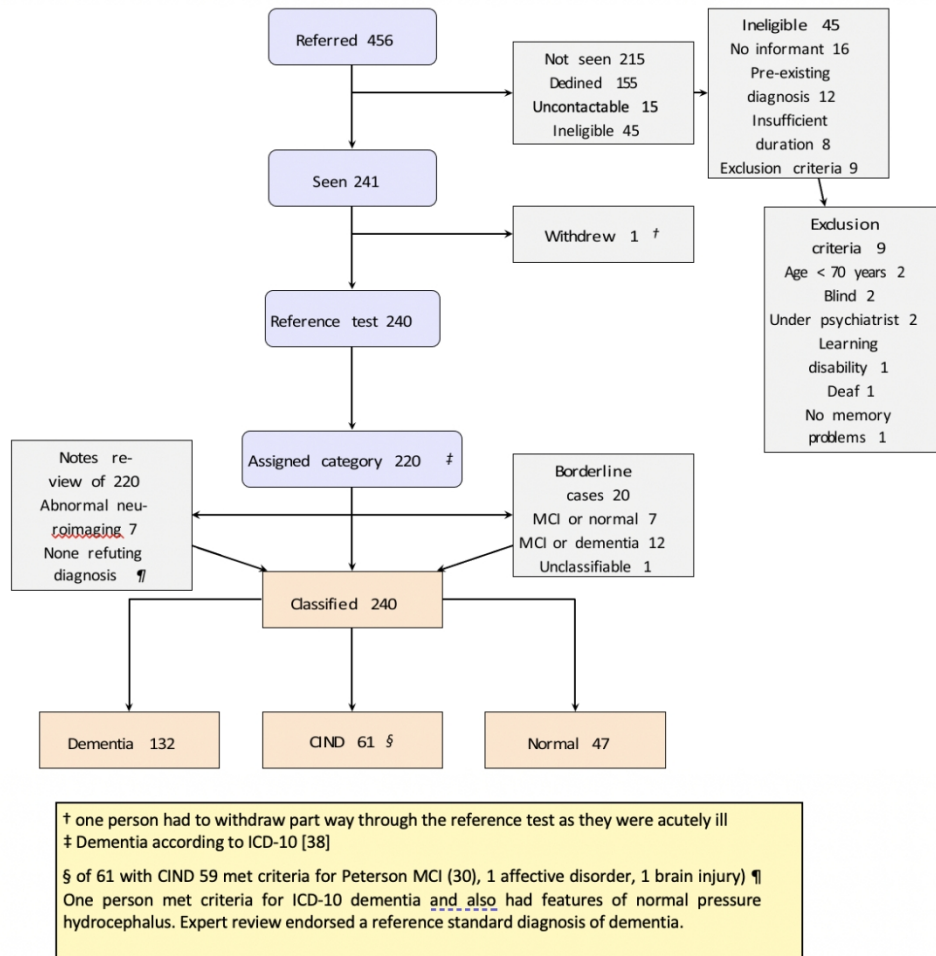 Referred 456
Not seen 215
Dedined 155
Uncontactable 15
Ineligible 45
Ineligible 45
No informant 16
Pre-existing
diagnosis 12
Insufficient
duration 8
Exclusion criteria 9
Seen 241
Exclusion
criteria 9
Age < 70 years 2
Blind 2
Under psychiatrist 2
Learning
disability 1
Deaf 1
No memory
problems 1
Withdrew 1 †
Reference test 240
Assigned category 220 ‡
Notes re-
view of 220
Abnormal neu-
roimaging 7
None refuting
diagnosis ¶
Borderline
cases 20
MCI or normal 7
MCI or dementia 12
Unclassifiable 1
Classified 240
Dementia 132
CIND 61 §
Normal 47
† one person had to withdraw part way through the reference test as they were acutely ill
‡ Dementia according to ICD-10 [38]
§ of 61 with CIND 59 met criteria for Peterson MCI (30), 1 affective disorder, 1 brain injury) ¶
One person met criteria for ICD-10 dementia and also had features of normal pressure
hydrocephalus. Expert review endorsed a reference standard diagnosis of dementia.